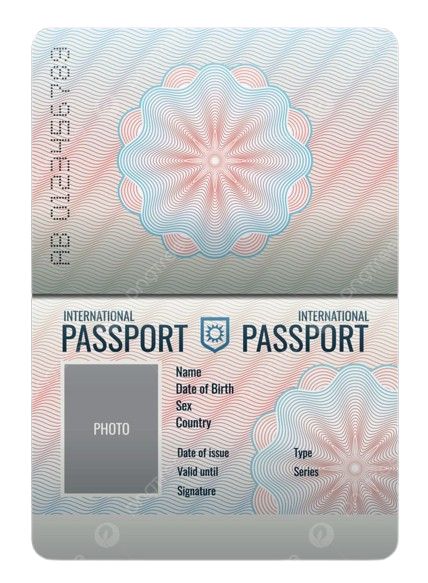 AB 0123456789
INTERNATIONAL INTERNATIONAL
PASSPORT PASSPORT
PHOTO
Name
Date of Birth
Sex
Country
Date of issue Type
Valid until Series
Signature